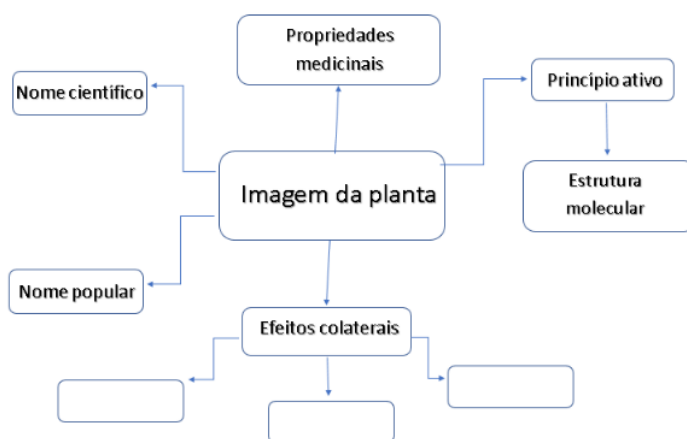 Propriedades
medicinais
Nome científico
Princípio ativo
Imagem da planta
Estrutura
molecular
Nome popular
Efeitos colaterais